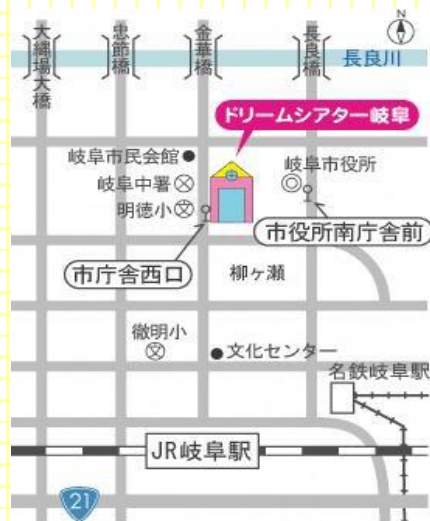 N
大縄場大橋
忠節橋
金華橋
長良橋
長良川
ドリームシアター岐阜
岐阜市民会館
岐阜市役所
岐阜中署
明徳小
文
市役所南庁舎前
市庁舎西口
柳ヶ瀬
徹明小
文
文化センター
名鉄岐阜駅
JR岐阜駅
21